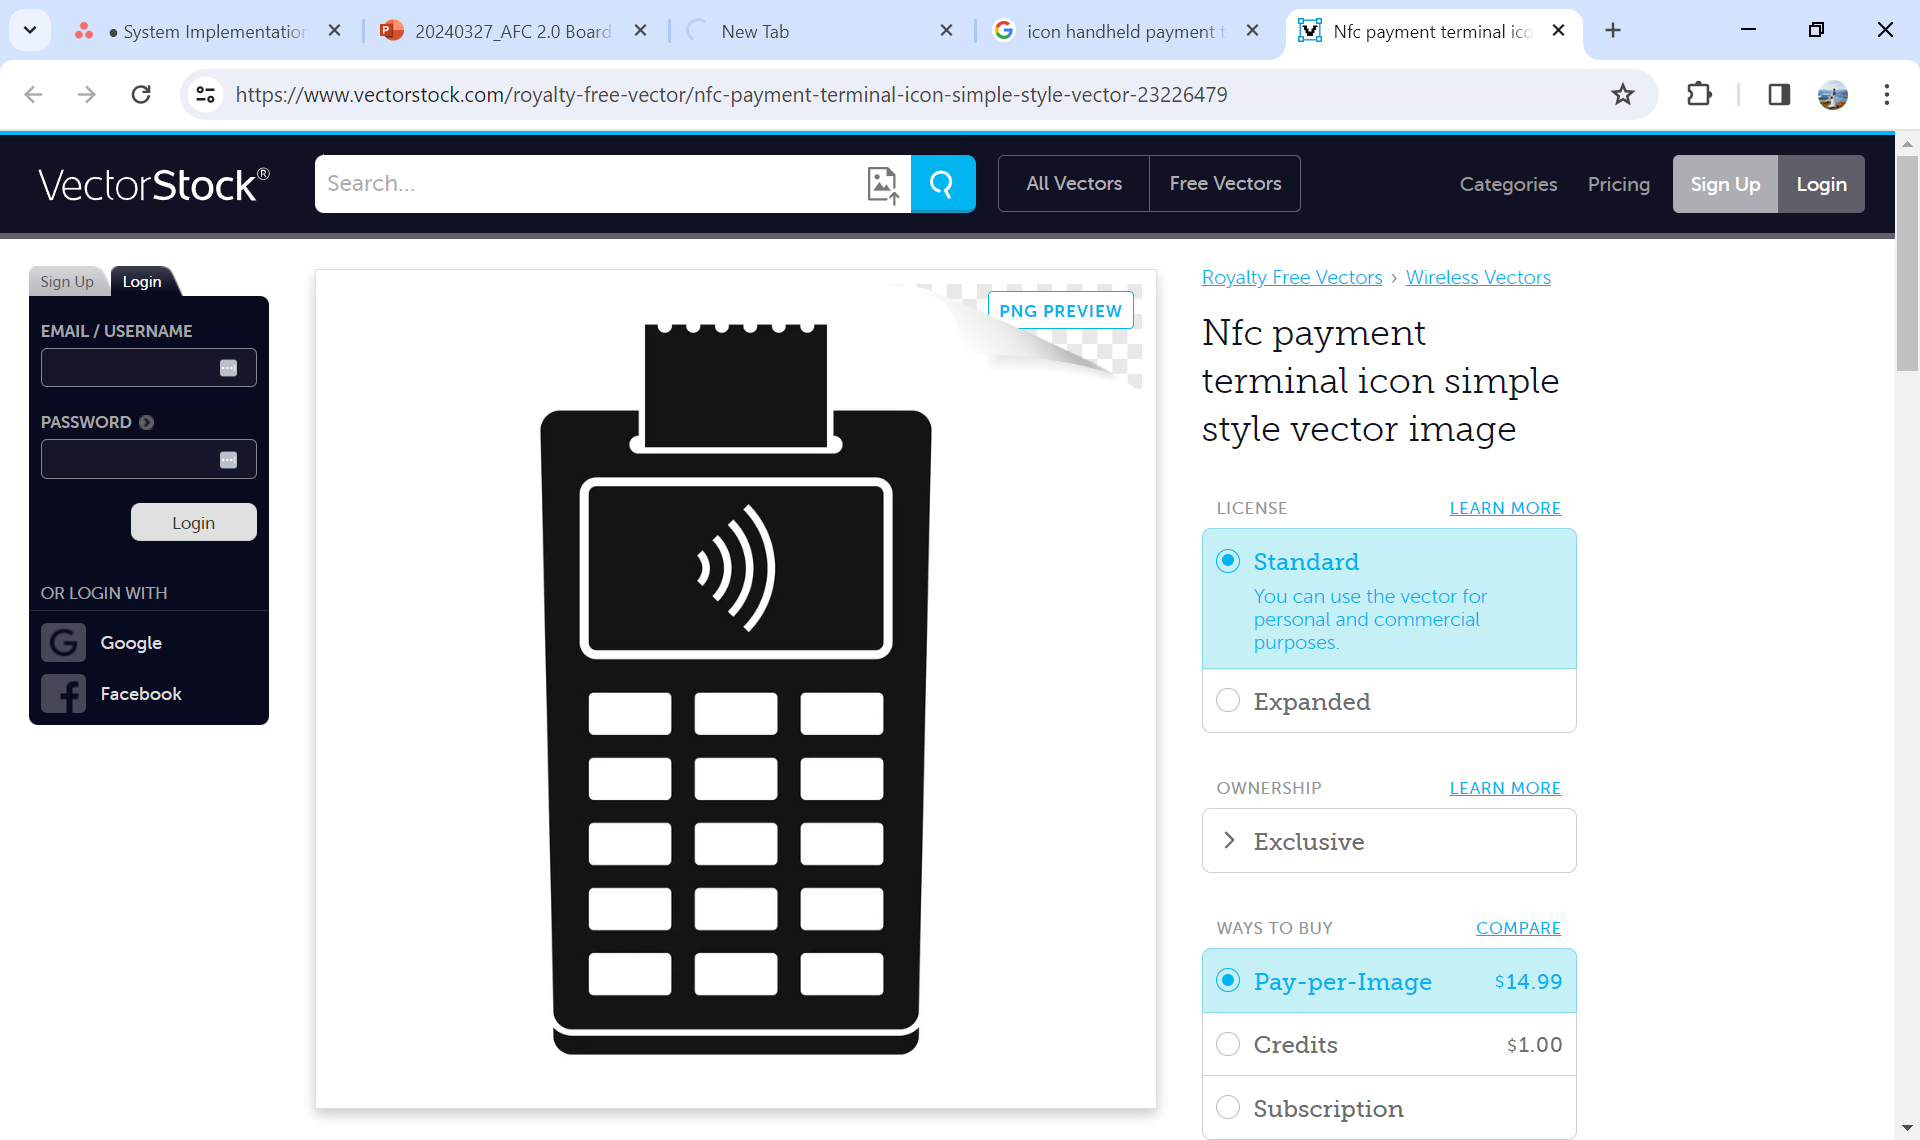 System Implementation
20240327_AFC 2.0 Board
New Tab
icon handheld payment t
Nfc payment terminal ico
https://www.vectorstock.com/royalty-free-vector/nfc-payment-terminal-icon-simple-style-vector-23226479
VectorStock®
Search...
All Vectors
Free Vectors
Categories
Pricing
Sign Up
Login
Sign Up
Login
EMAIL / USERNAME
PASSWORD
Login
OR LOGIN WITH
Google
Facebook
PNG PREVIEW
Royalty Free Vectors › Wireless Vectors
Nfc payment
terminal icon simple
style vector image
LICENSE
LEARN MORE
Standard
You can use the vector for
personal and commercial
purposes.
Expanded
OWNERSHIP
LEARN MORE
Exclusive
WAYS TO BUY
COMPARE
Pay-per-Image
$14.99
Credits
$1.00
Subscription